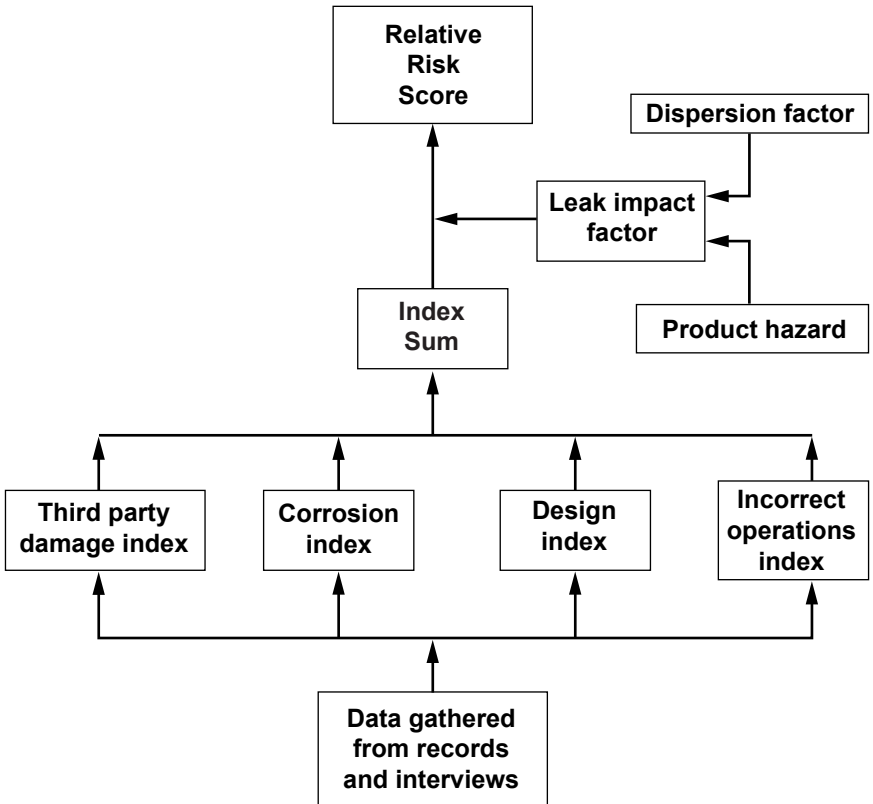 Relative
Risk
Score
Dispersion factor
Leak impact
factor
Index
Sum
Product hazard
Third party
damage index
Corrosion
index
Design
index
Incorrect
operations
index
Data gathered
from records
and interviews